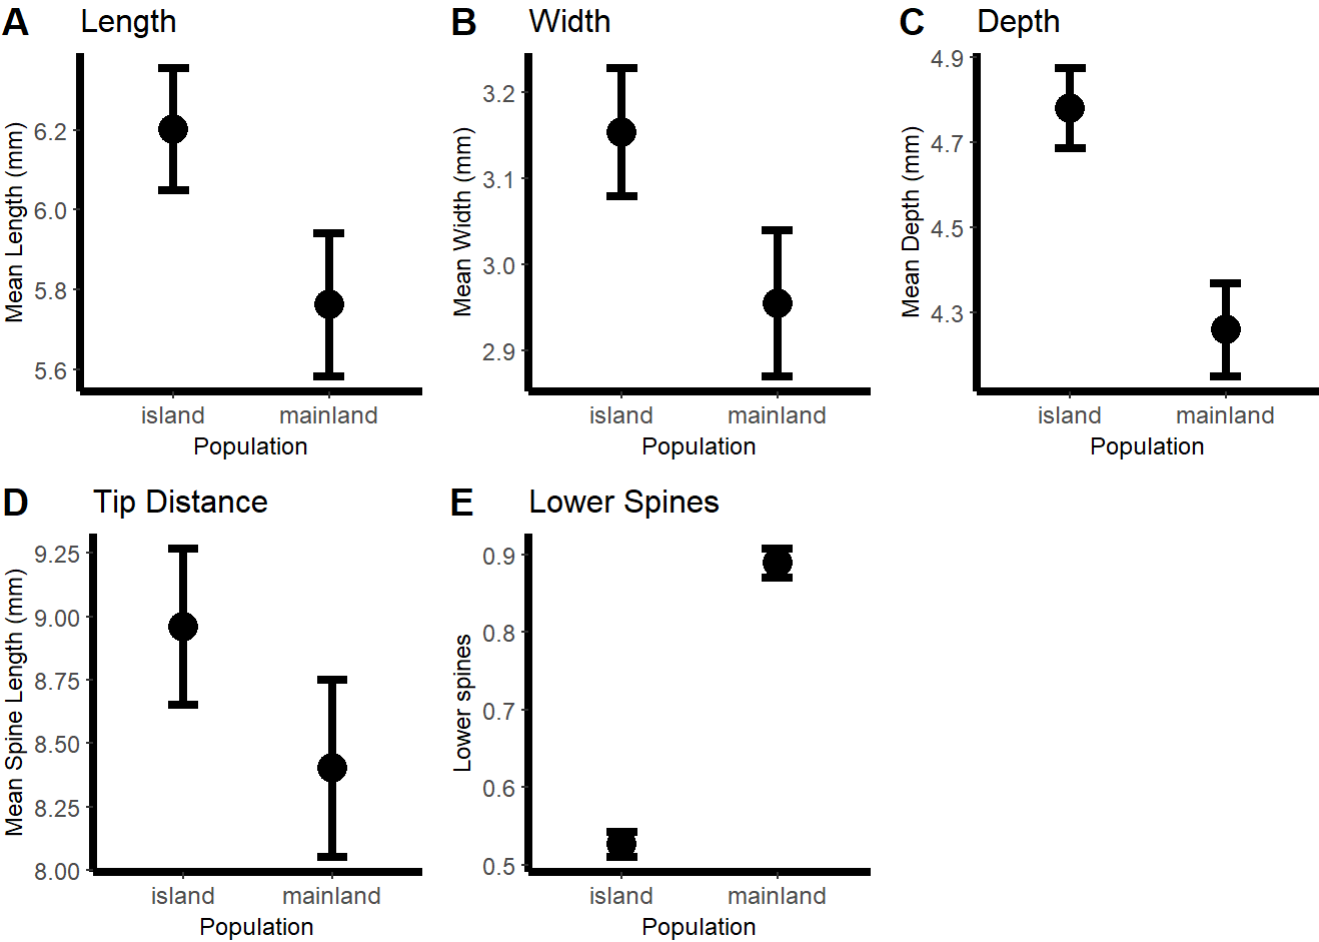 A Length
Mean Length (mm)
6.2
6.0
5.8
5.6
island mainland
Population
B Width
Mean Width (mm)
3.2
3.1
3.0
2.9
island mainland
Population
C Depth
Mean Depth (mm)
4.9
4.7
4.5
4.3
island mainland
Population
D Tip Distance
Mean Spine Length (mm)
9.25
9.00
8.75
8.50
8.25
8.00
island mainland
Population
E Lower Spines
Lower spines
0.9
0.8
0.7
0.6
0.5
island mainland
Population